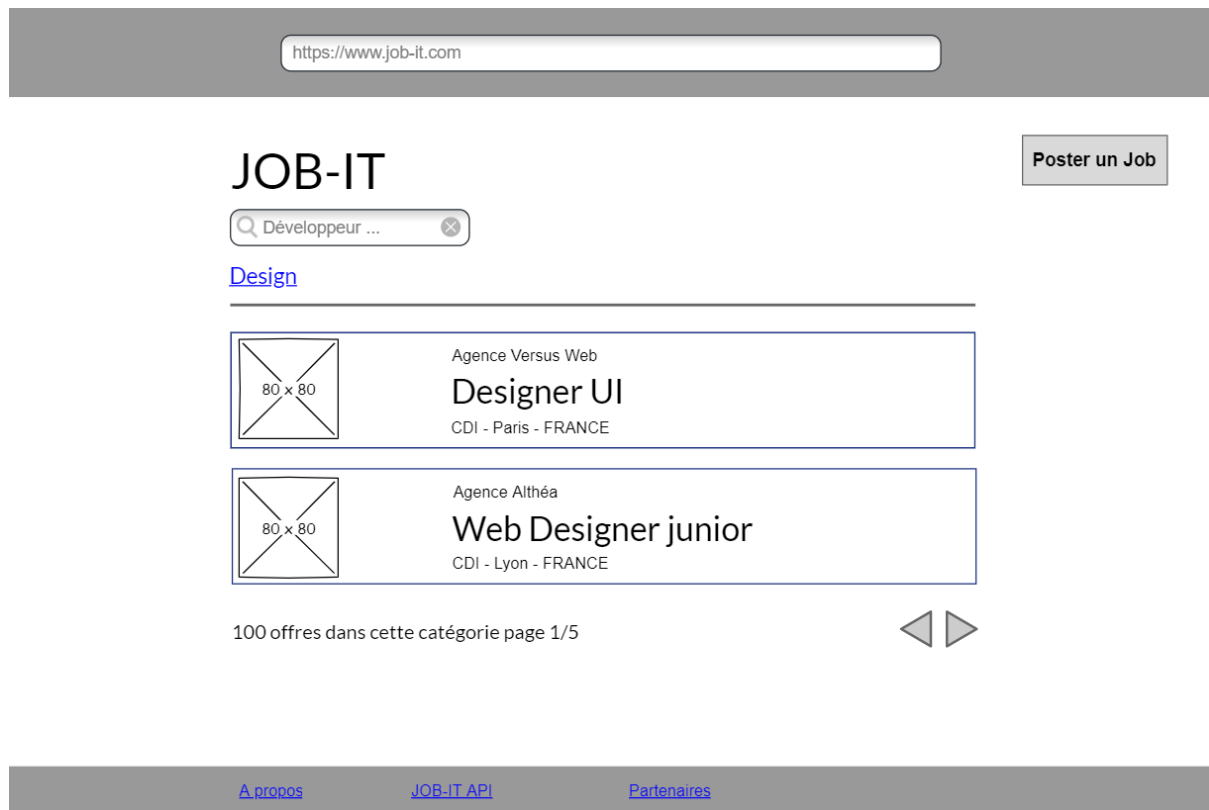 https://www.job-it.com
JOB-IT
Poster un Job
Développeur ...
Design
80 x 80
Agence Versus Web
Designer UI
CDI - Paris - FRANCE
80 x 80
Agence Althéa
Web Designer junior
CDI - Lyon - FRANCE
100 offres dans cette catégorie page 1/5
A propos JOB-IT API Partenaires